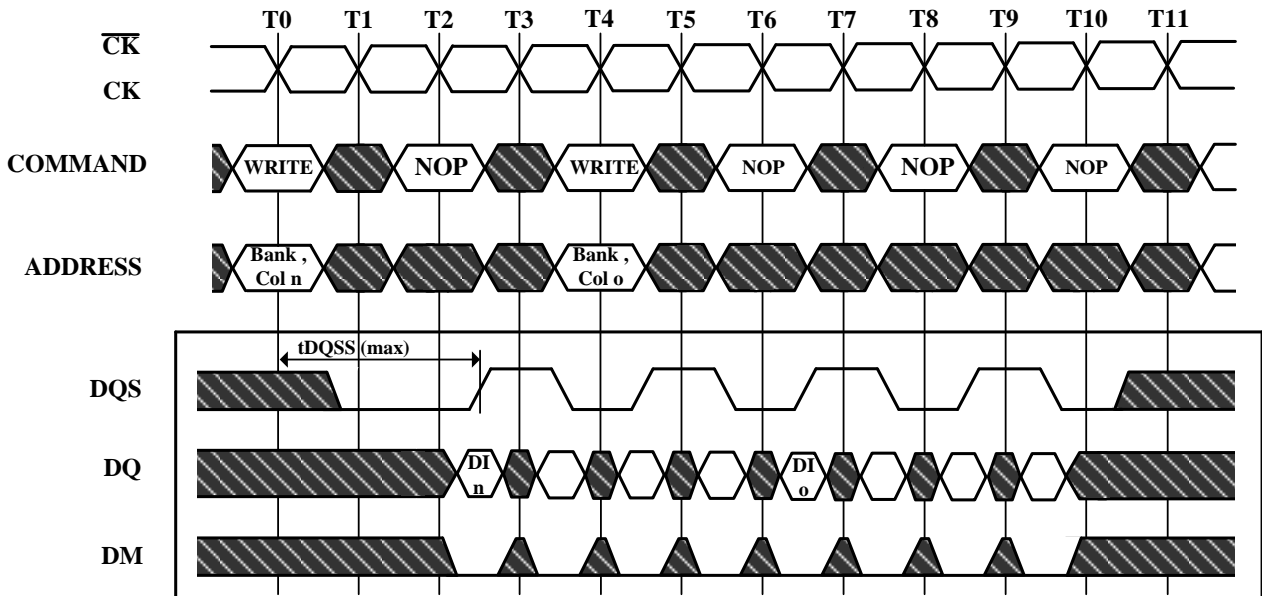 T0 T1 T2 T3 T4 T5 T6 T7 T8 T9 T10 T11
CK
CK
COMMAND
WRITE NOP WRITE NOP NOP NOP
ADDRESS
Bank , Bank ,
Col n Col o
tDQSS (max)
DQS
DQ
DI DI
n o
DM